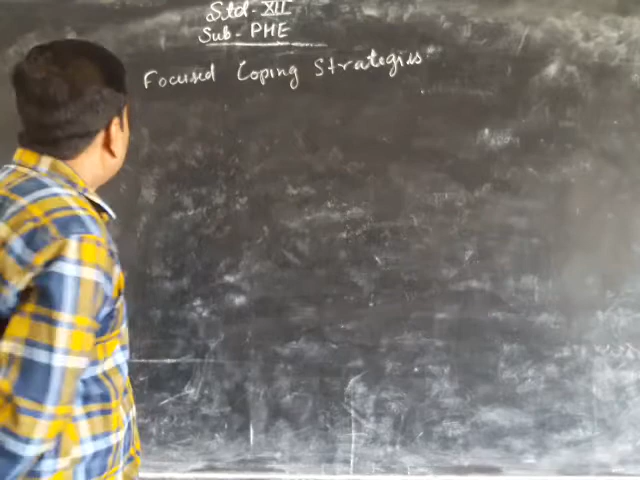 Std. XII
Sub- PHE
Focused Coping Strategies